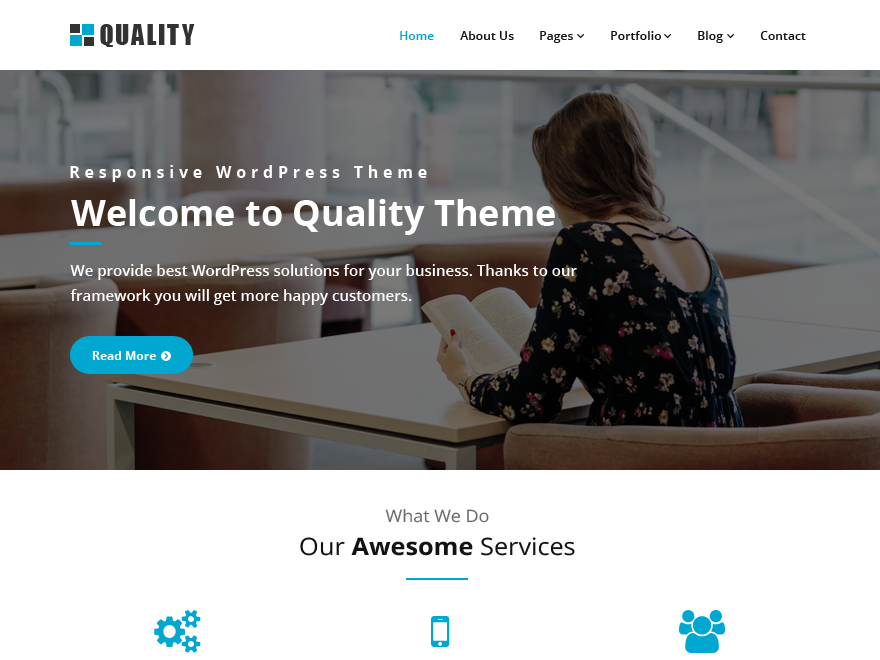 QUALITY
Home About Us Pages Portfolio Blog Contact
Responsive WordPress Theme
Welcome to Quality Theme
We provide best WordPress solutions for your business. Thanks to our
framework you will get more happy customers.
Read More
What We Do
Our Awesome Services